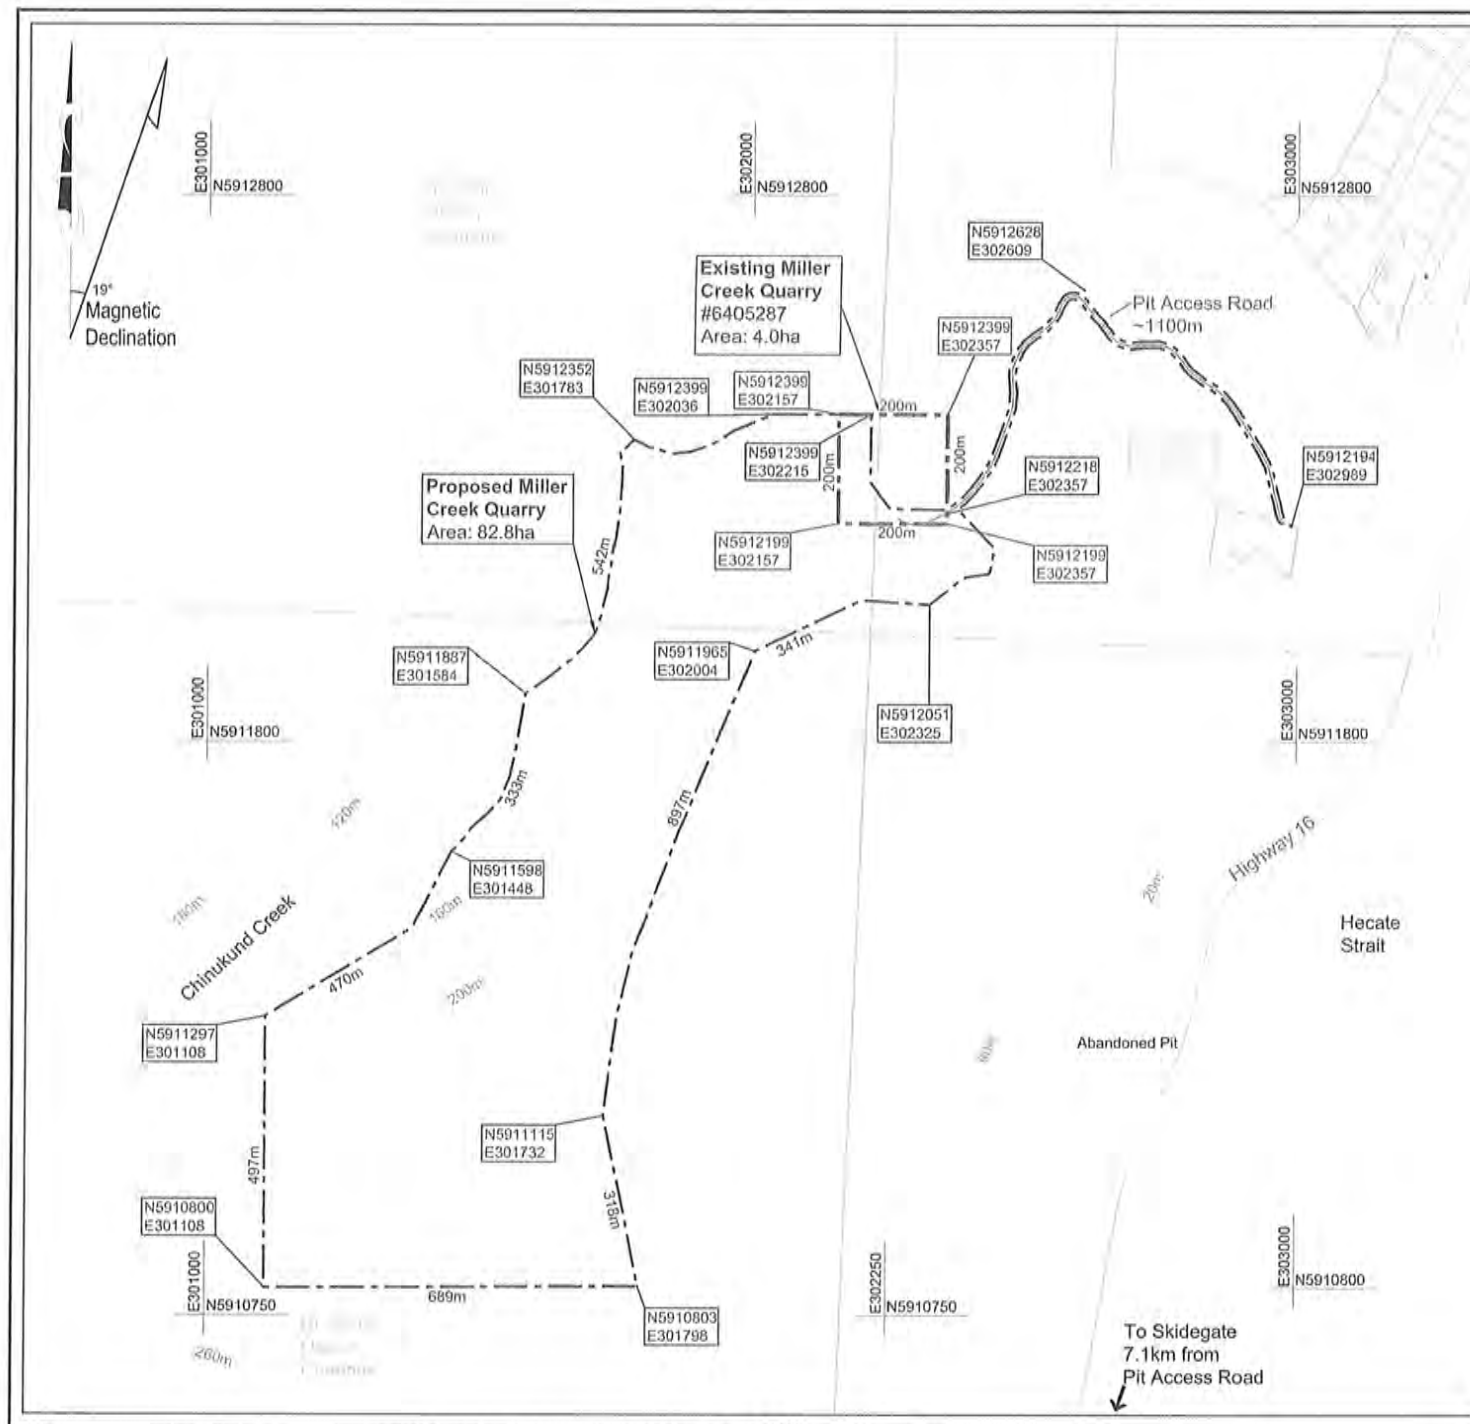 E301000
N5912800
E302000
N5912800
E303000
N5912800
19°
Magnetic
Declination
N5912628
E302609
Existing Miller
Creek Quarry
#6405287
Area: 4.0ha
Pit Access Road
~1100m
N5912399
E302357
N5912352
E301783
N5912399
E302036
N5912399
E302157
200m
N5912399
E302215
200m
200m
N5912218
E302357
N5912194
E302989
Proposed Miller
Creek Quarry
Area: 82.8ha
N5912199
E302157
200m
N5912199
E302357
542m
N5911887
E301584
N5911965
E302004
341m
E301000
N5911800
N5912051
E302325
E303000
N5911800
333m
120m
897m
N5911598
E301448
Highway 16
20m
180m
160m
Chinukund Creek
Hecate
Strait
470m
200m
N5911297
E301108
Abandoned Pit
N5911115
E301732
497m
318m
N5910800
E301108
E301000
N5910750
689m
N5910803
E301798
E302250
N5910750
E303000
N5910800
260m
To Skidegate
7.1km from
Pit Access Road